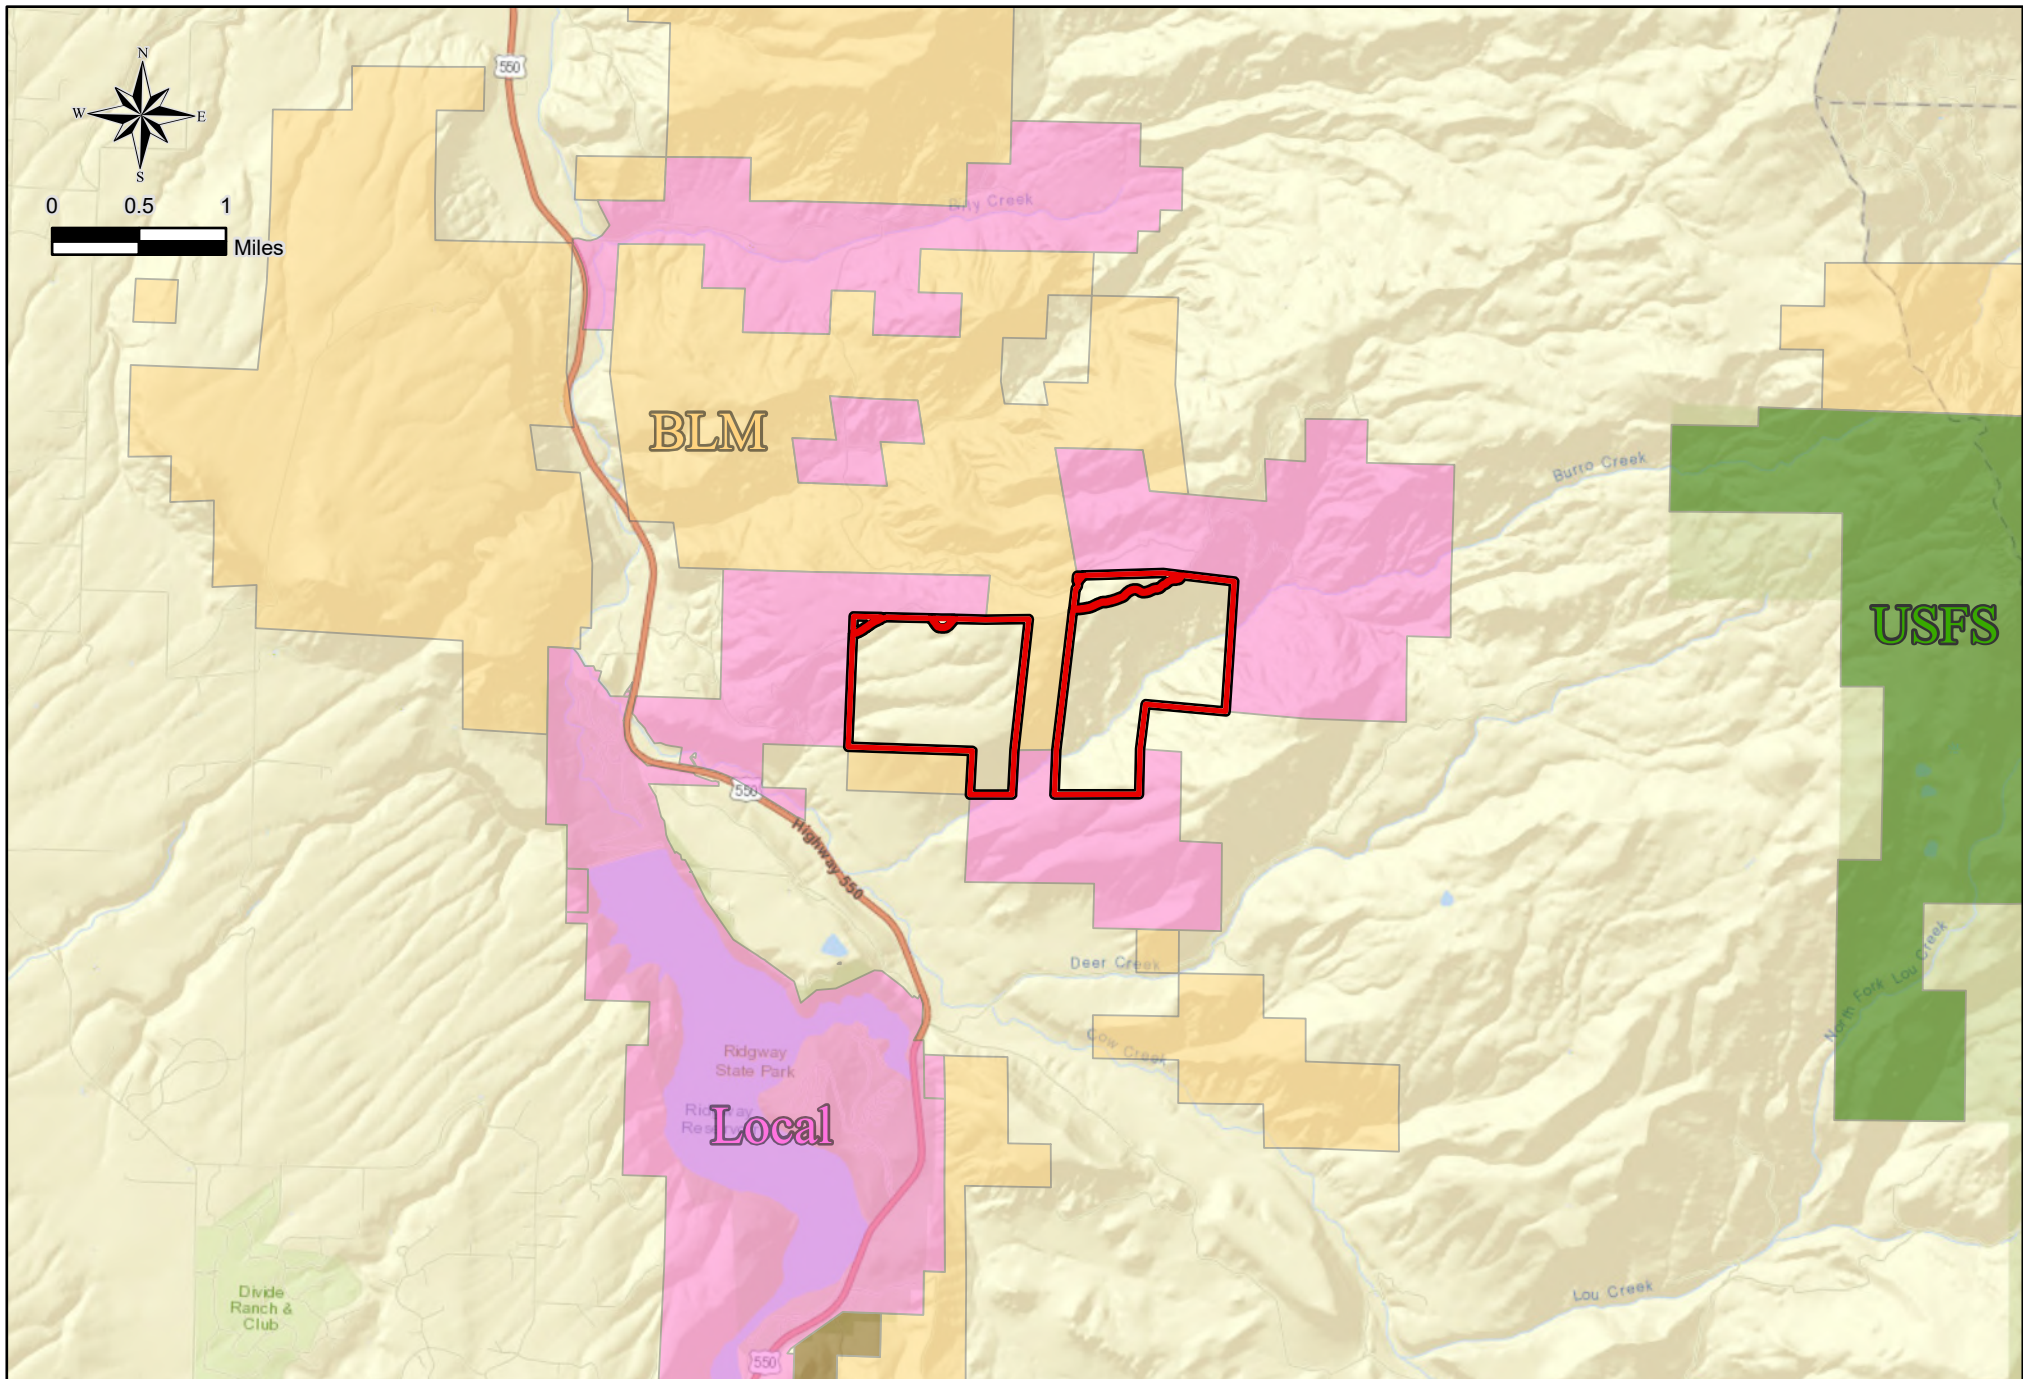 550
N
W
E
S
0
0.5
1
Miles
Creek
BLM
Burro Creek
USFS
550
Highway 550
Deer Creek
North Fork Lou Creek
Cow Creek
Ridgway
State Park
Local
Lou Creek
Divide
Ranch &
Club
550